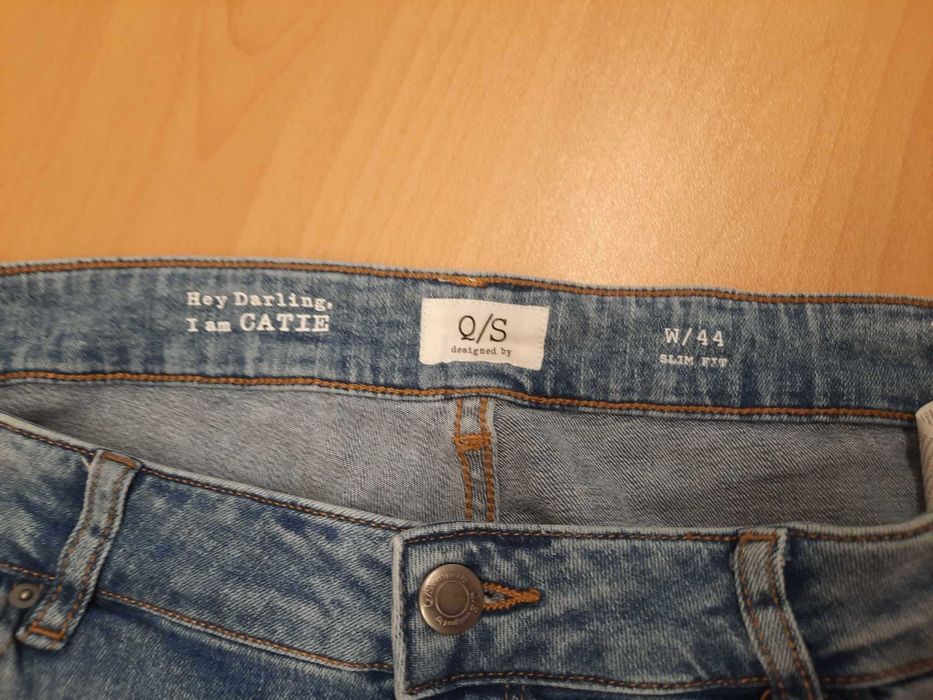 Hey Darling,
I am CATIE
Q/S
designed by
W/44
SLIM FIT